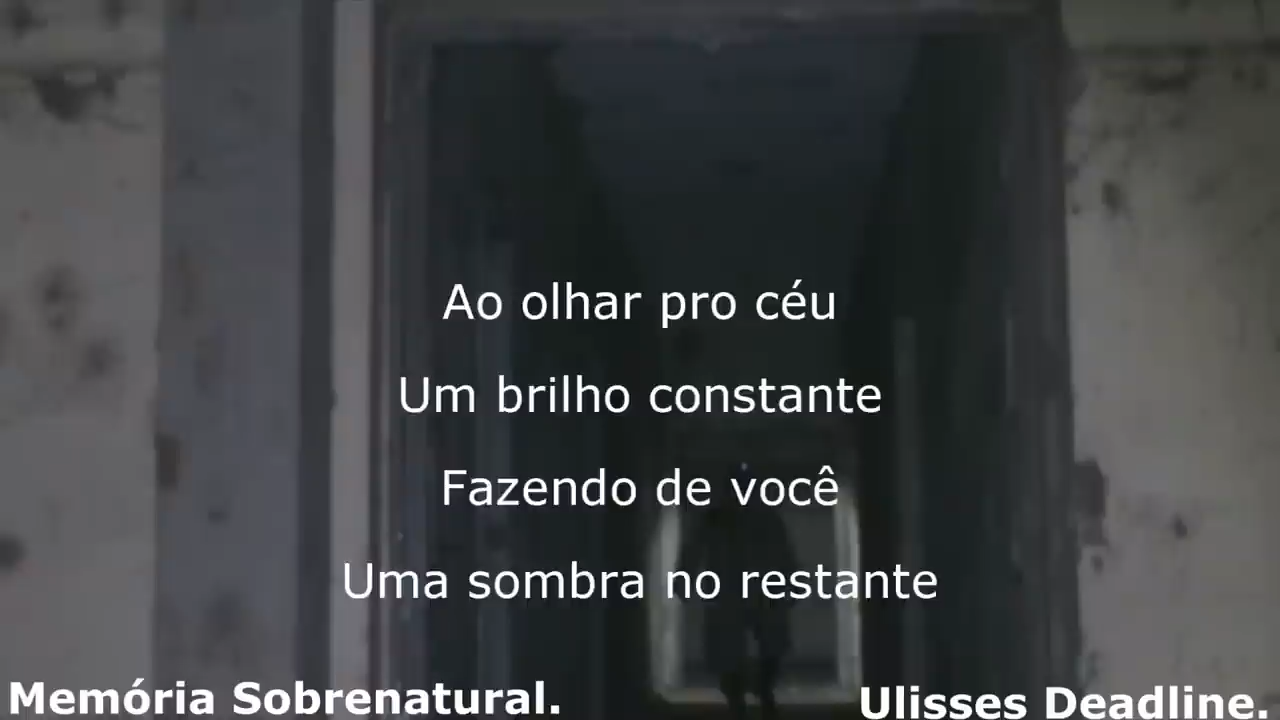 Ao olhar pro céu
Um brilho constante
Fazendo de você
Uma sombra no restante
Memória Sobrenatural.
Ulisses Deadline.